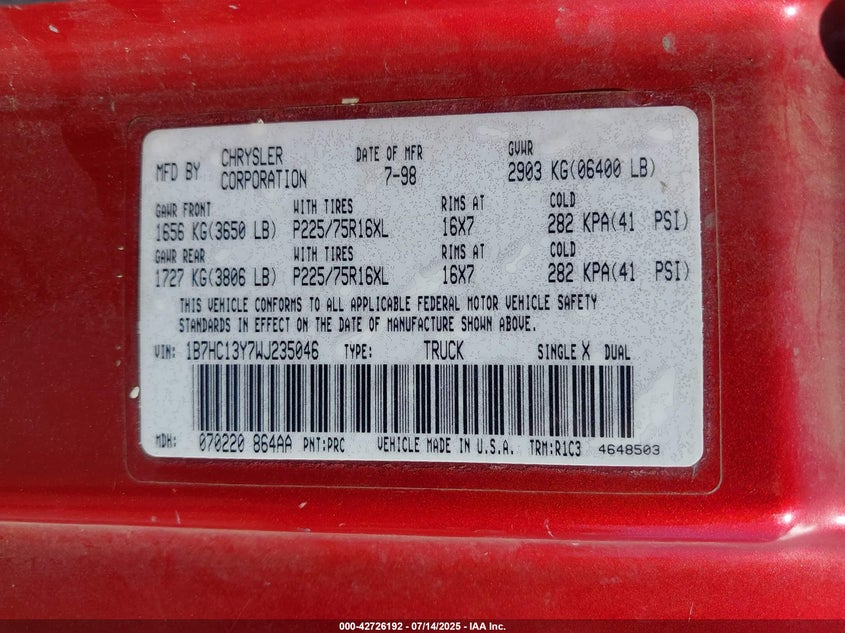 MFD BY CHRYSLER CORPORATION DATE OF MFR 7-98 GVWR 2903 KG(06400 LB)
GAWR FRONT WITH TIRES RIMS AT COLD
1656 KG(3650 LB) P225/75R16XL 16X7 282 KPA(41 PSI)
GAWR REAR WITH TIRES RIMS AT COLD
1727 KG(3806 LB) P225/75R16XL 16X7 282 KPA(41 PSI)
THIS VEHICLE CONFORMS TO ALL APPLICABLE FEDERAL MOTOR VEHICLE SAFETY
STANDARDS IN EFFECT ON THE DATE OF MANUFACTURE SHOWN ABOVE.
VIN: 1B7HC13Y7WJ235046 TYPE: TRUCK SINGLE X DUAL
MDH: 070220 864AA PNT:PRC VEHICLE MADE IN U.S.A. TRM:R1C3 4648503
000-42726192 - 07/14/2025 - IAA Inc.